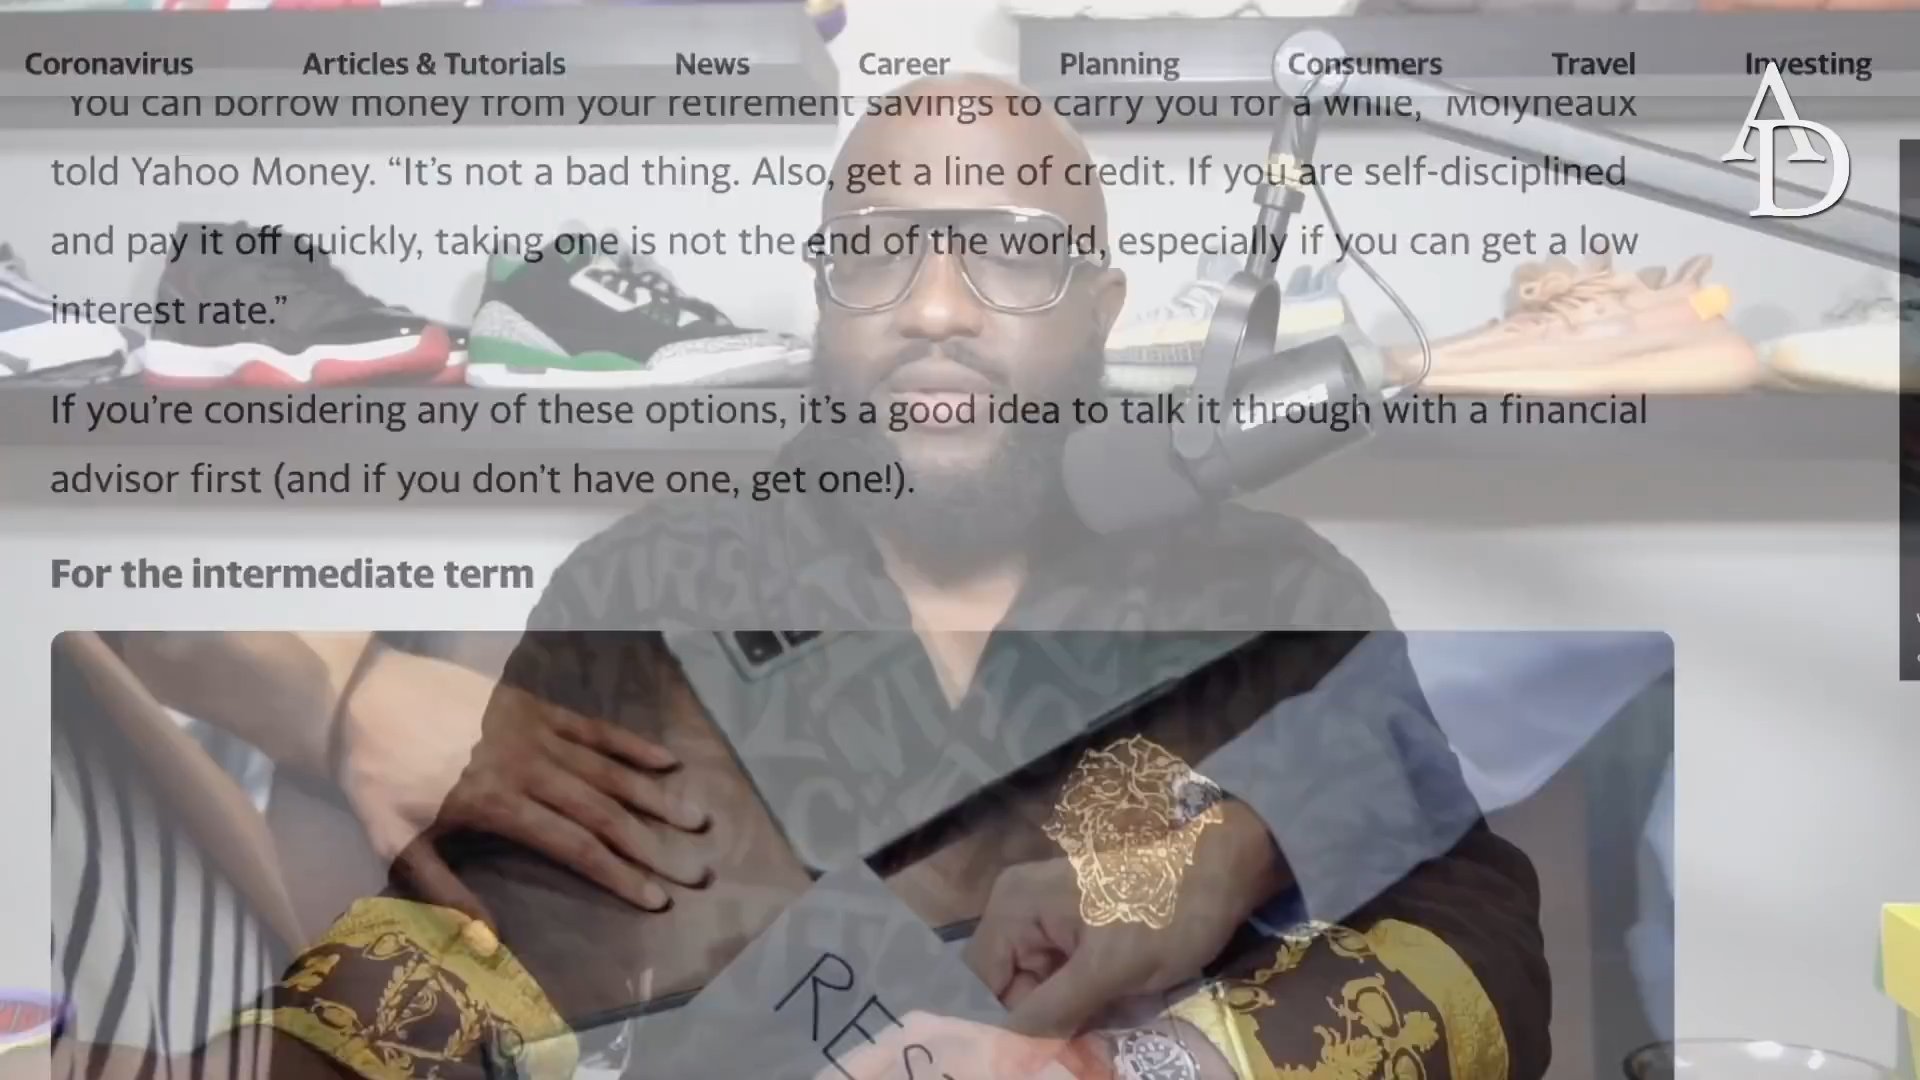 Coronavirus Articles & Tutorials News Career Planning Consumers Travel Investing
AD
"You can borrow money from your retirement savings to carry you for a while," Molyneaux
told Yahoo Money. “It’s not a bad thing. Also, get a line of credit. If you are self-disciplined
and pay it off quickly, taking one is not the end of the world, especially if you can get a low
interest rate.”
If you’re considering any of these options, it’s a good idea to talk it through with a financial
advisor first (and if you don’t have one, get one!).
For the intermediate term